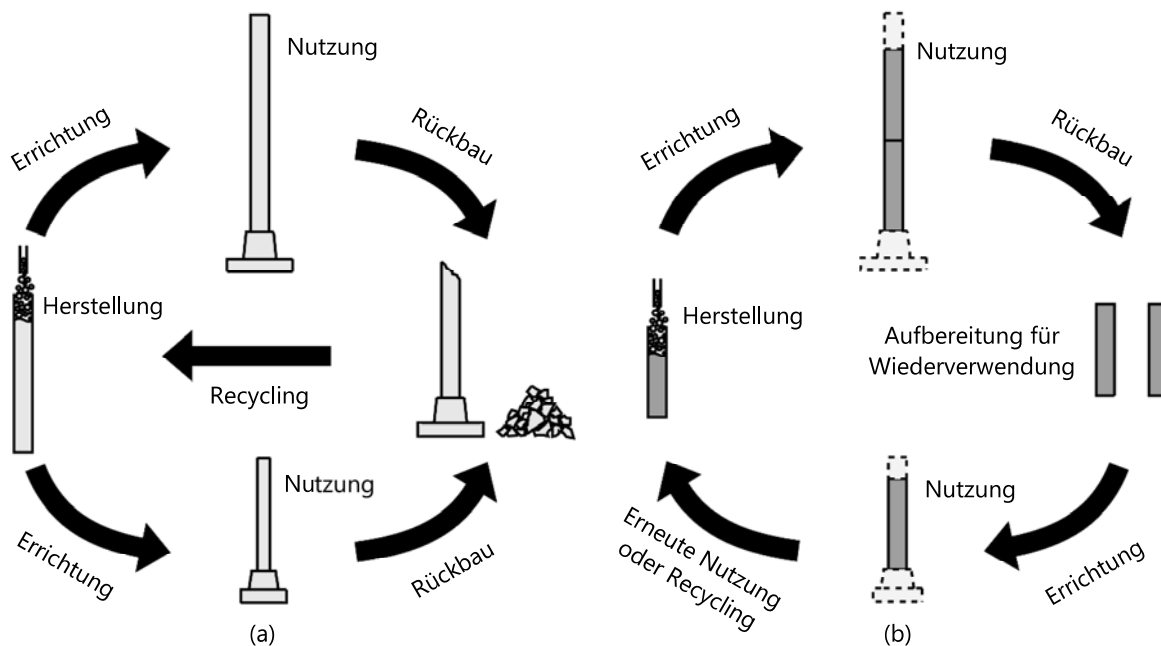 Nutzung
Errichtung
Rückbau
Herstellung
Recycling
Nutzung
Errichtung
Rückbau
(a)
Nutzung
Errichtung
Rückbau
Herstellung
Aufbereitung für
Wiederverwendung
Nutzung
Erneute Nutzung
oder Recycling
Errichtung
(b)